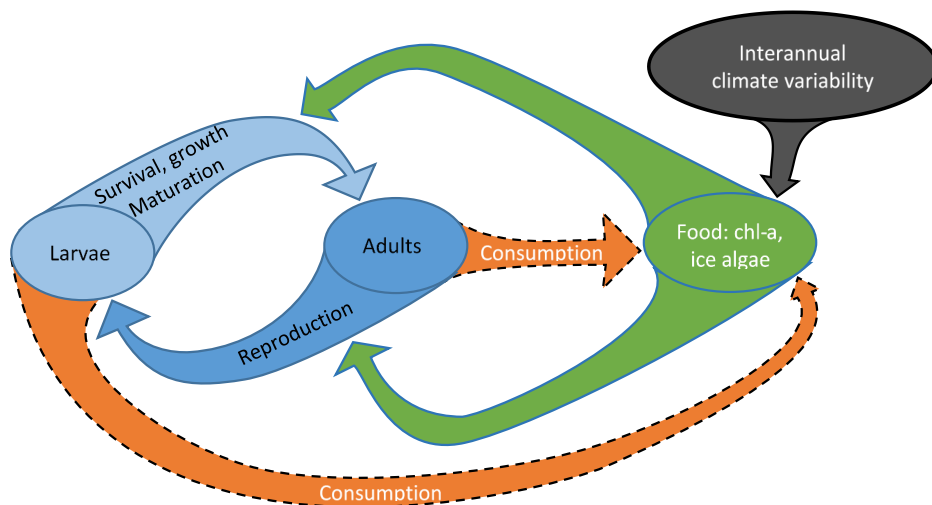 Interannual
climate variability
Survival, growth
Maturation
Larvae
Adults
Consumption
Food: chl-a,
ice algae
Reproduction
Consumption